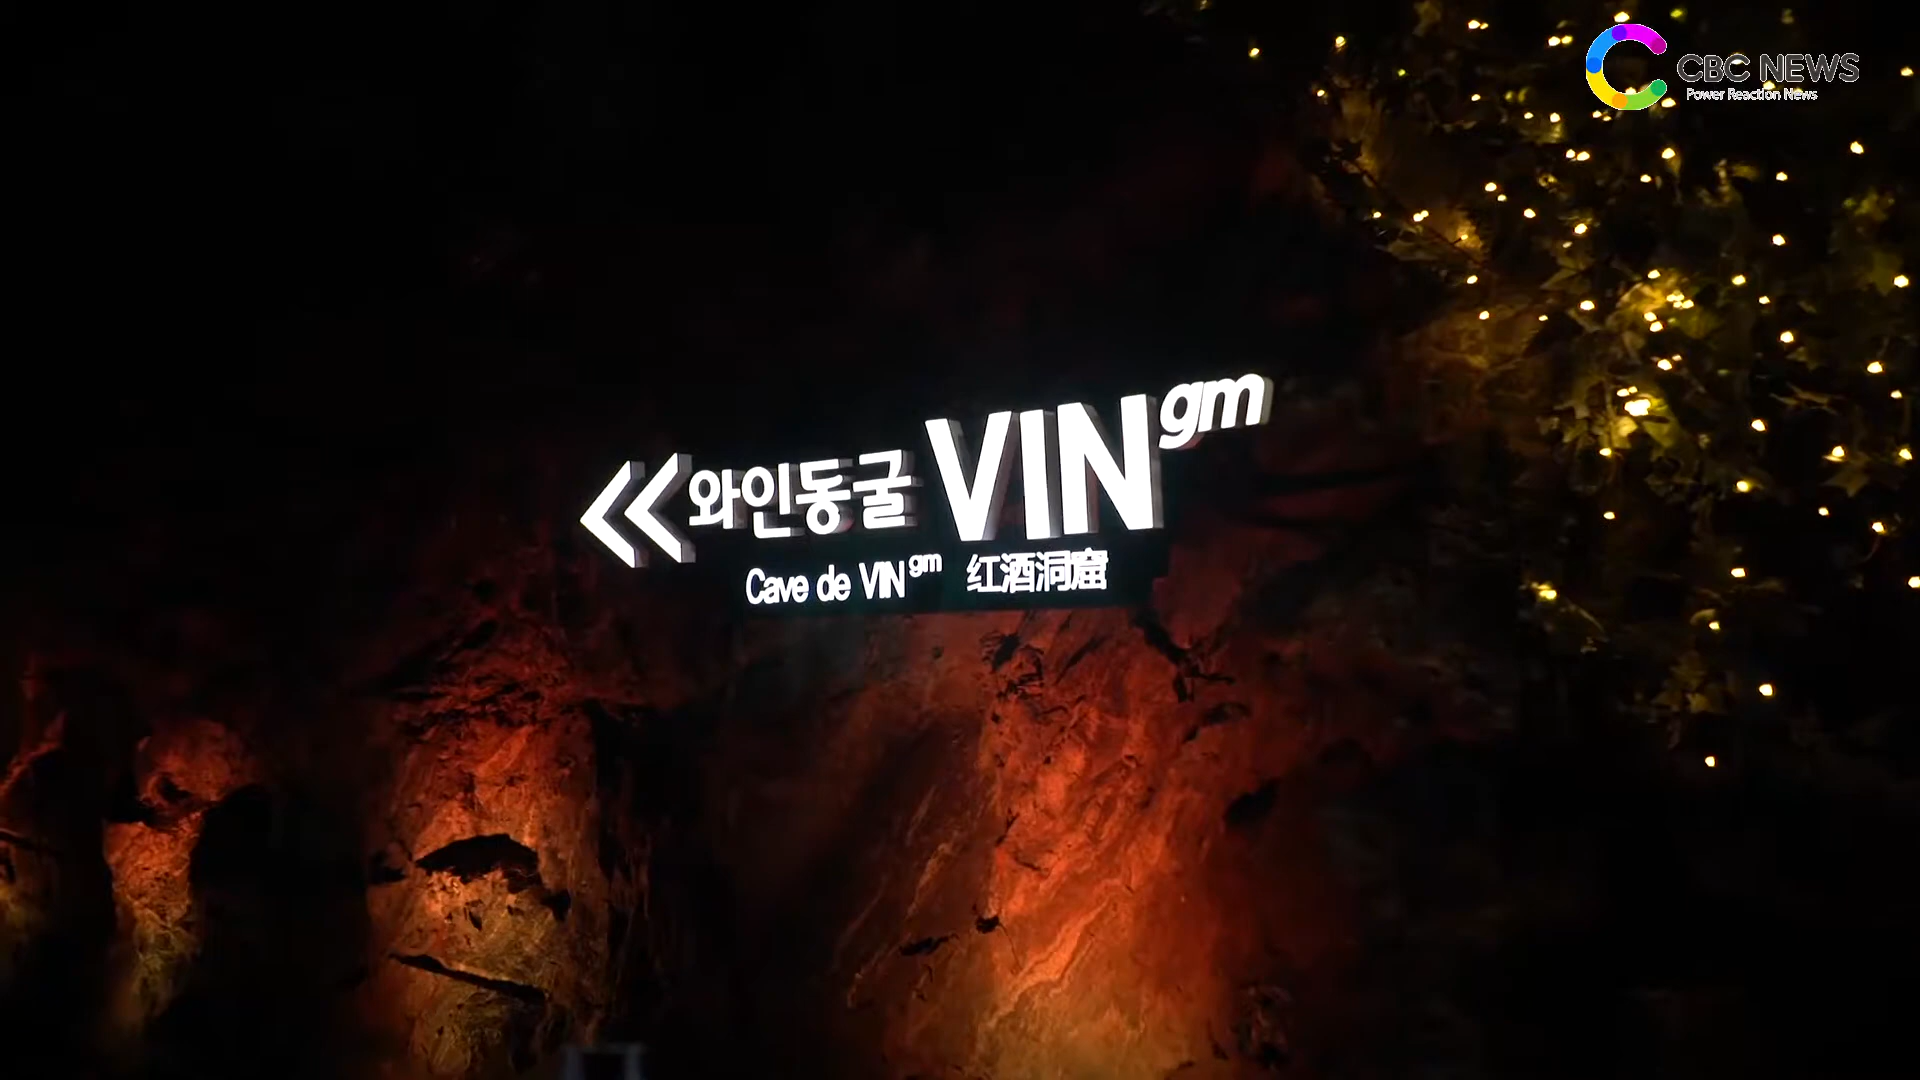 CBC NEWS
Power Reaction News
와인동굴 VIN gm
Cave de VIN gm 红酒洞窟